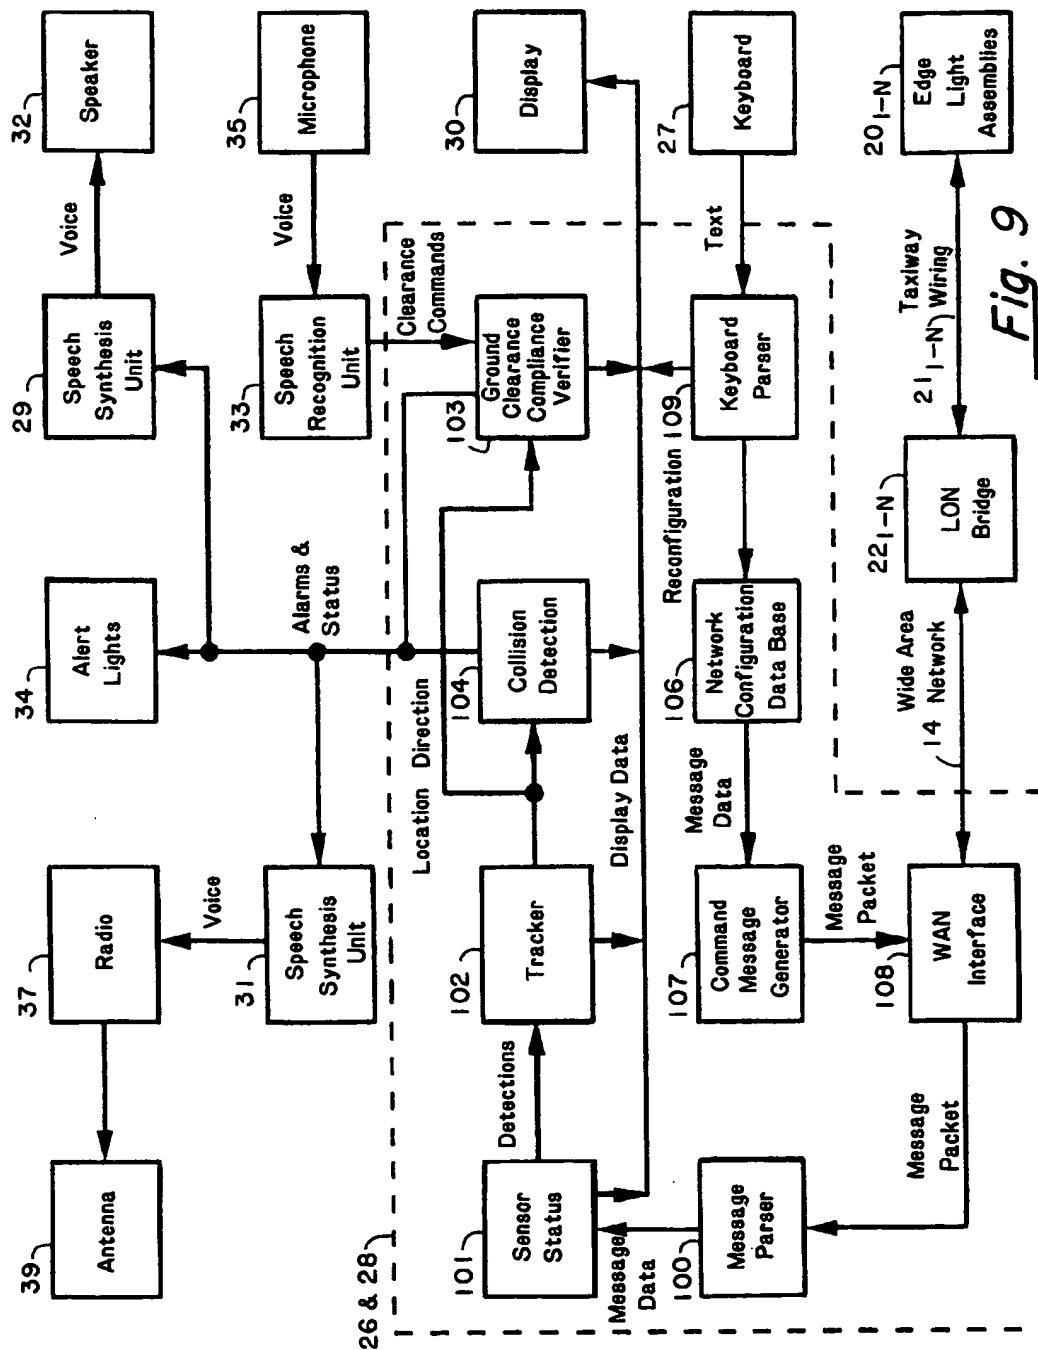 39
Antenna
37
Radio
34
Alert
Lights
29
Speech
Synthesis
Unit
Voice
32
Speaker
31
Speech
Synthesis
Unit
Voice
Alarms &
Status
33
Speech
Recognition
Unit
Voice
35
Microphone
26 & 28
Location
Direction
Clearance
Commands
101
Sensor
Status
Detections
102
Tracker
104
Collision
Detection
103
Ground
Clearance
Compliance
Verifier
30
Display
Message
Data
Display Data
100
Message
Parser
107
Command
Message
Generator
Message
Data
106
Network
Configuration
Data Base
Reconfiguration
109
Keyboard
Parser
Text
27
Keyboard
Message
Packet
Message
Packet
108
WAN
Interface
Wide Area
14 Network
22 1-N
LON
Bridge
Taxiway
21 1-N Wiring
20 1-N
Edge
Light
Assemblies
Fig. 9